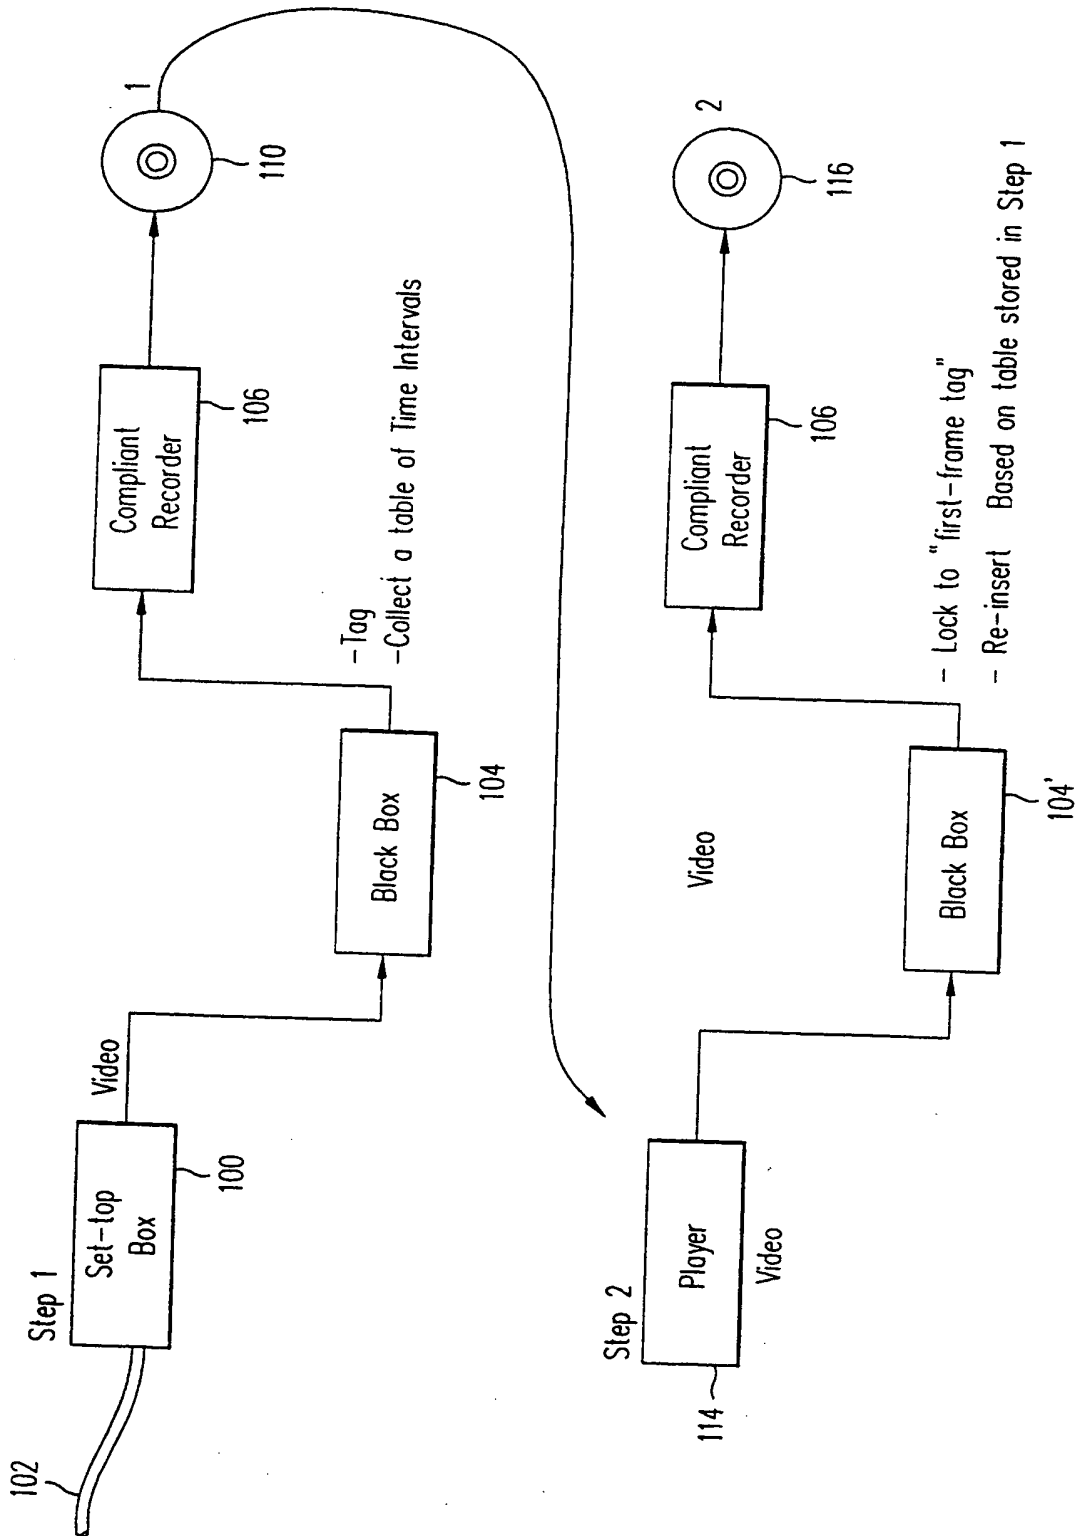 Step 1
102
Set-top
Box
100
Video
Black Box
104
-Tag
-Collect a table of Time Intervals
Compliant
Recorder
106
1
110
Step 2
Player
114
Video
Video
Black Box
104'
- Lock to "first-frame tag"
- Re-insert Based on table stored in Step 1
Compliant
Recorder
106
2
116